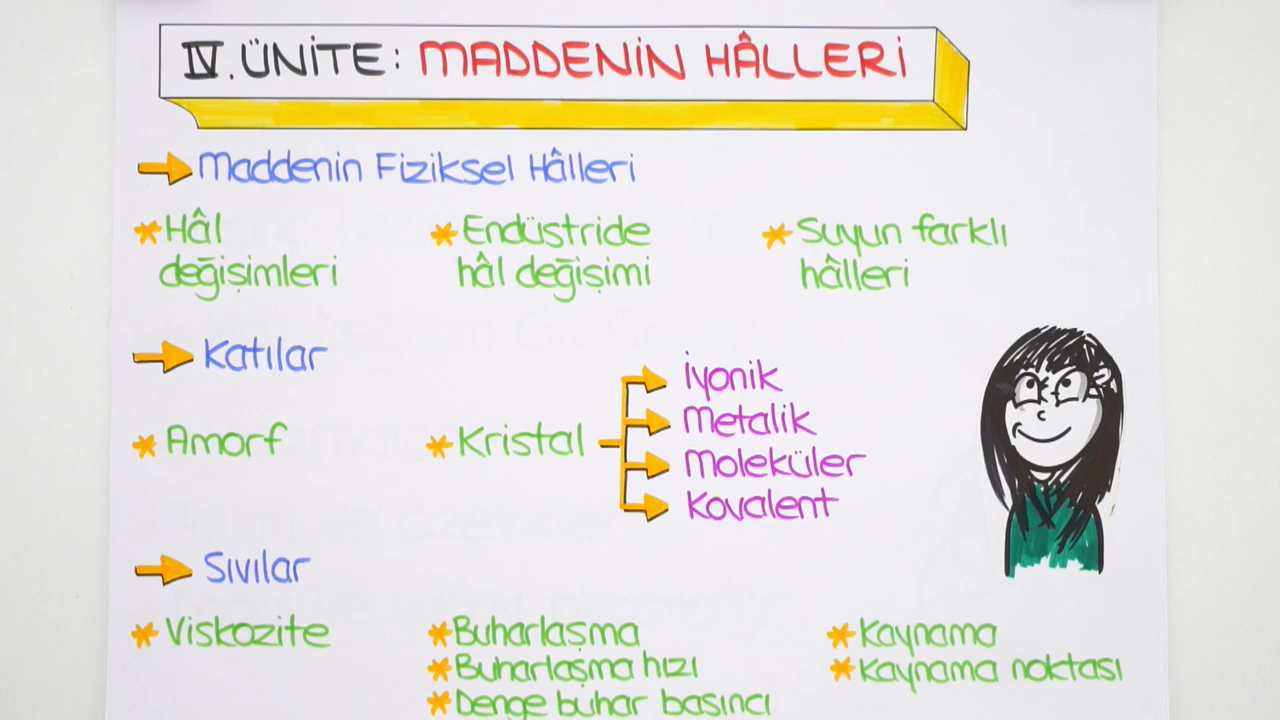 IV. ÜNİTE: MADDENİN HÂLLERİ
Maddenin Fiziksel Hâlleri
* Hâl
değişimleri
* Endüstride
hâl değişimi
* Suyun farklı
hâlleri
Katılar
* Amorf
* Kristal
İyonik
Metalik
Moleküler
Kovalent
Sıvılar
* Viskozite
* Buharlaşma
* Buharlaşma hızı
* Denge buhar basıncı
* Kaynama
* Kaynama noktası